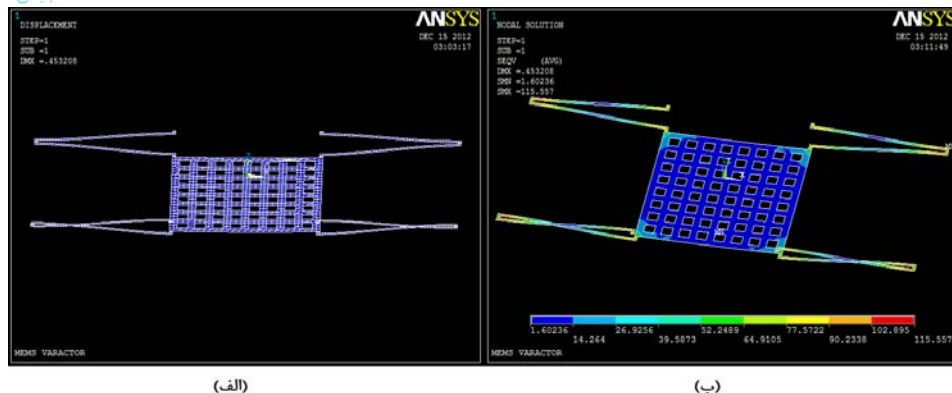 1
DISPLACEMENT
STEP=1
SUB =1
DMX =.453208
ANSYS
DEC 15 2012
03:03:17
MEMS VARACTOR
1
NODAL SOLUTION
STEP=1
SUB =1
SEQV (AVG)
DMX =.453208
SMN =1.60236
SMX =115.557
ANSYS
DEC 15 2012
03:11:49
1.60236 26.9256 52.2489 77.5722 102.895
14.264 39.5873 64.9105 90.2338 115.557
MEMS VARACTOR
(الف)
(ب)